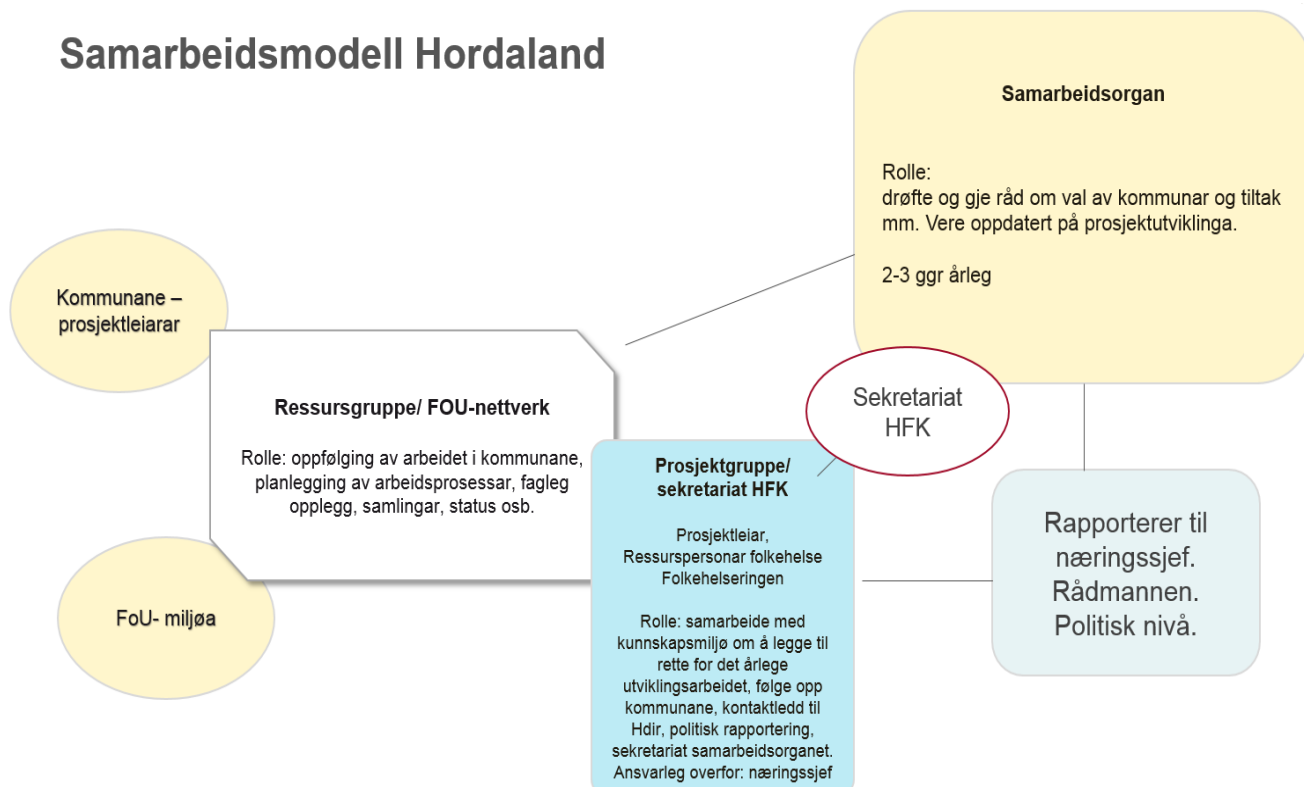 Samarbeidsmodell Hordaland
Samarbeidsorgan
Rolle:
drøfte og gje råd om val av kommunar og tiltak
mm. Vere oppdatert på prosjektutviklinga.
2-3 ggr årleg
Kommunane –
prosjektleiarar
Ressursgruppe/ FOU-nettverk
Rolle: oppfølging av arbeidet i kommunane,
planlegging av arbeidsprosessar, fagleg
opplegg, samlingar, status osb.
FoU- miljøa
Sekretariat
HFK
Prosjektgruppe/
sekretariat HFK
Prosjektleiar,
Ressurspersonar folkehelse
Folkehelseringen
Rolle: samarbeide med
kunnskapsmiljø om å legge til
rette for det årlege
utviklingsarbeidet, følge opp
kommunane, kontaktledd til
Hdir, politisk rapportering,
sekretariat samarbeidsorganet.
Ansvarleg overfor: næringssjef
Rapporterer til
næringssjef.
Rådmannen.
Politisk nivå.